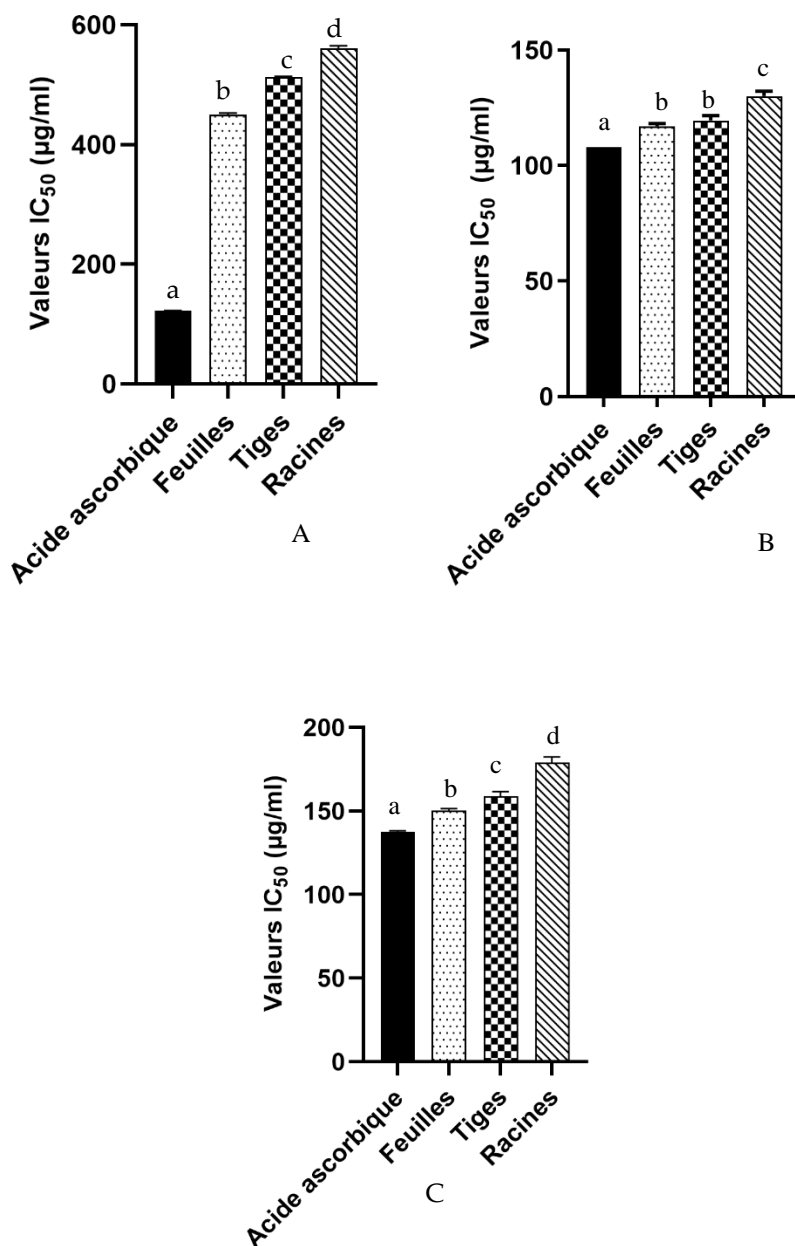 Valeurs IC50 (µg/ml)
600
400
200
0
a
b
c
d
Acide ascorbique
Feuilles
Tiges
Racines
A
Valeurs IC50 (µg/ml)
150
100
50
0
a
b
b
c
Acide ascorbique
Feuilles
Tiges
Racines
B
Valeurs IC50 (µg/ml)
200
150
100
50
0
a
b
c
d
Acide ascorbique
Feuilles
Tiges
Racines
C